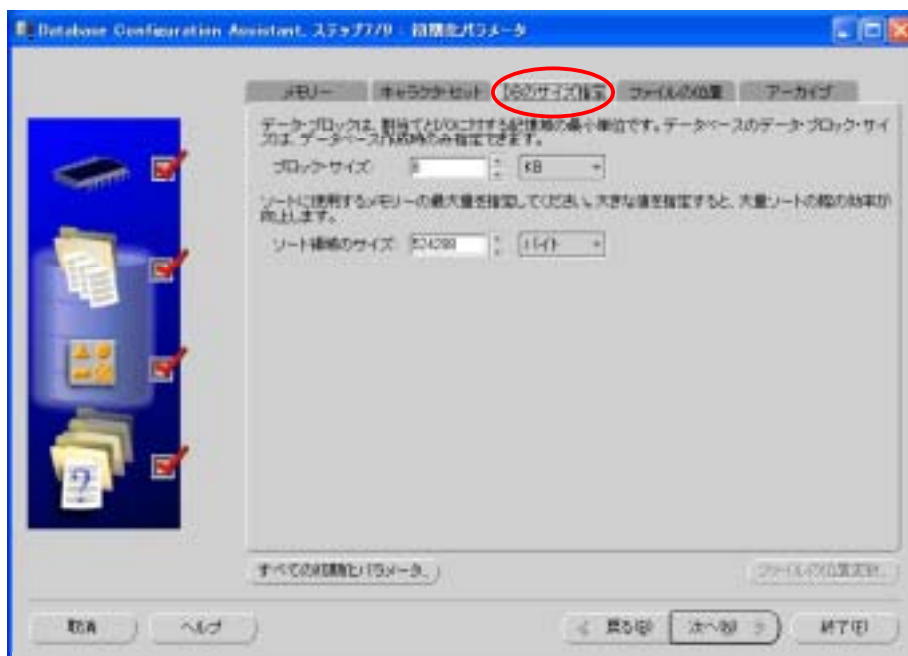 Database Configuration Assistant, ステップ7/9 : 初期化パラメータ
メモリー キャラクタ・セット DBのサイズ指定 ファイルの位置 アーカイブ
データ・ブロックは、割当てとI/Oに対する記憶域の最小単位です。データベースのデータ・ブロック・サイ
ズは、データベース作成時のみ指定できます。
ブロック・サイズ: 8 KB
ソートに使用するメモリーの最大量を指定してください。大きな値を指定すると、大量ソートの際の効率が
向上します。
ソート領域のサイズ: 524288 バイト
すべての初期化パラメータ...
取消 ヘルプ 戻る(B) 次へ(N) 終了(F)